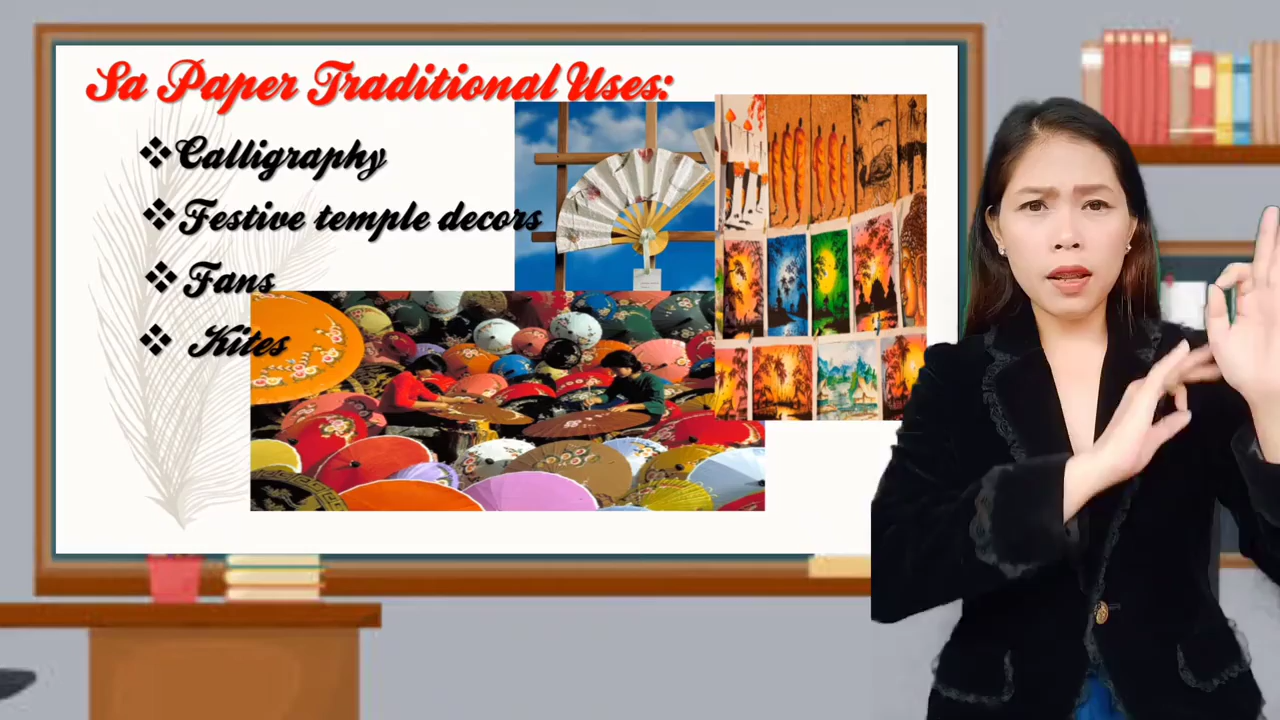 Sa Paper Traditional Uses:
❖Calligraphy
❖Festive temple decors
❖Fans
❖ Kites